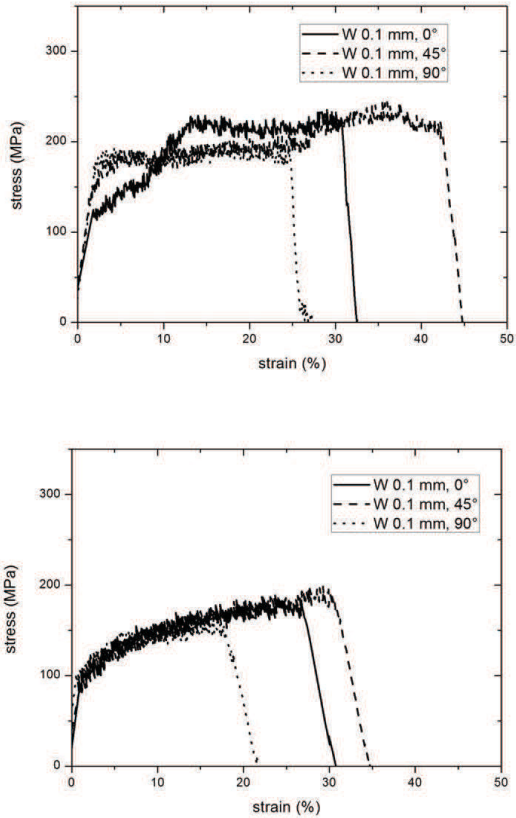 300
200
100
0
stress (MPa)
W 0.1 mm, 0°
W 0.1 mm, 45°
W 0.1 mm, 90°
0 10 20 30 40 50
strain (%)
300
200
100
0
stress (MPa)
W 0.1 mm, 0°
W 0.1 mm, 45°
W 0.1 mm, 90°
0 10 20 30 40 50
strain (%)